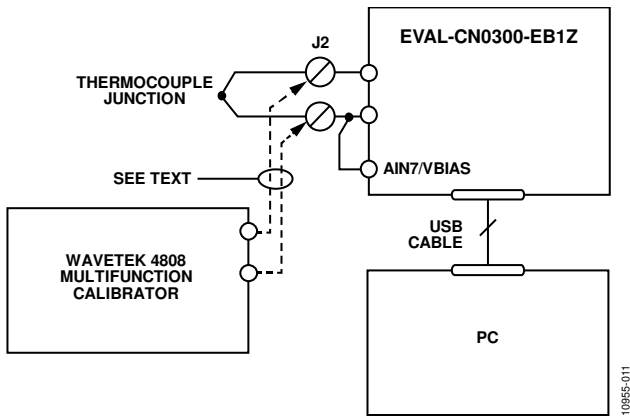 J2
EVAL-CN0300-EB1Z
THERMOCOUPLE
JUNCTION
AIN7/VBIAS
SEE TEXT
USB
CABLE
WAVETEK 4808
MULTIFUNCTION
CALIBRATOR
PC
10955-011